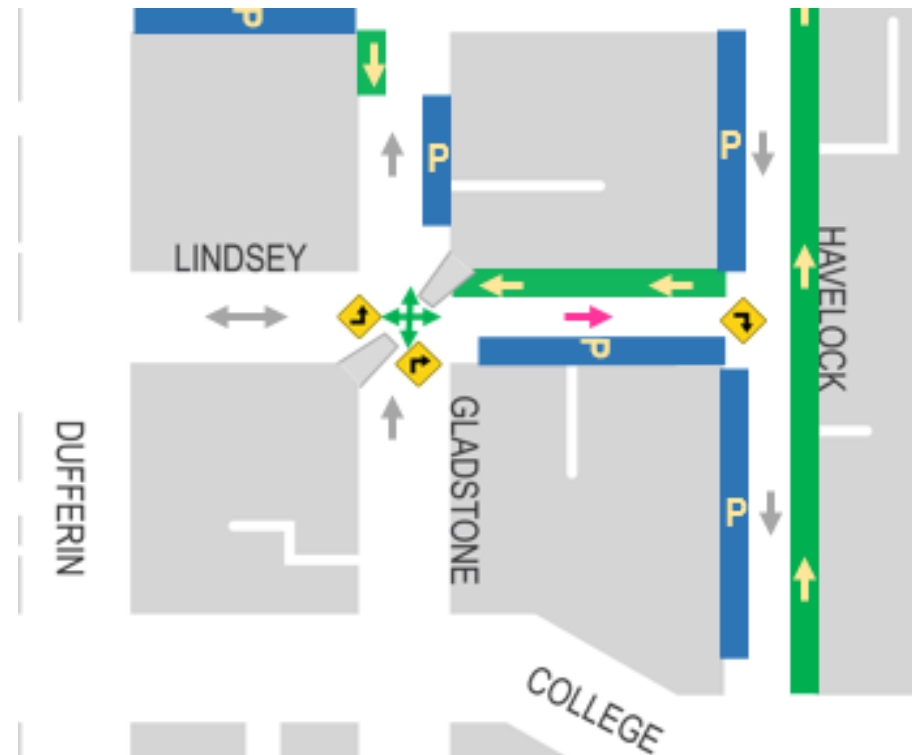 P
P
P
LINDSEY
HAVELOCK
P
GLADSTONE
DUFFERIN
P
COLLEGE